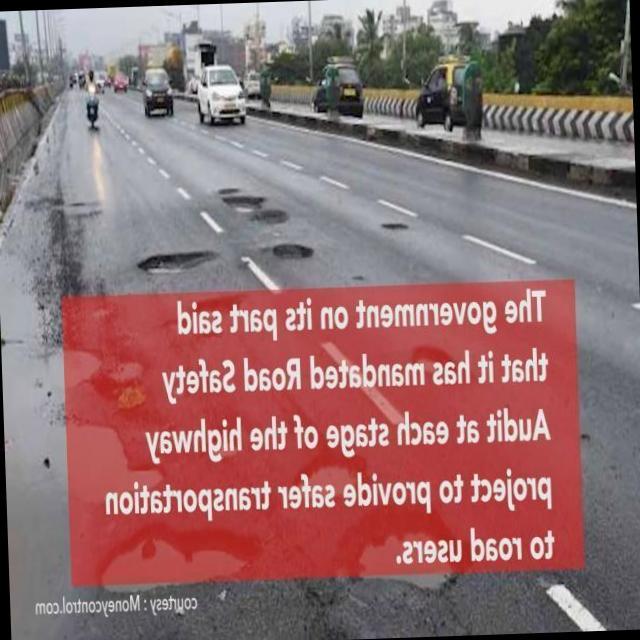 The government on its part said
that it has mandated Road Safety
Audit at each stage of the highway
project to provide safer transportation
to road users.
courtesy : Moneycontrol.com